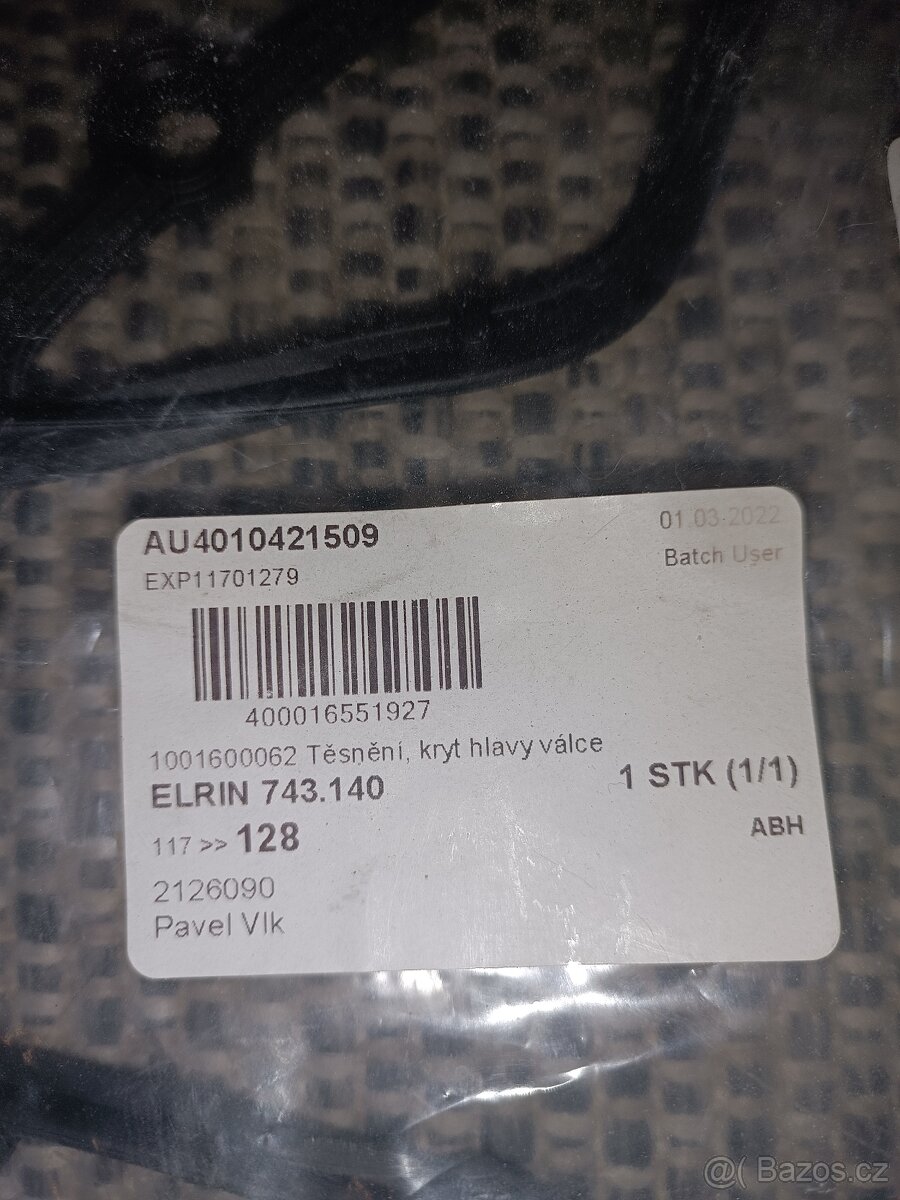 AU4010421509
01.03.2022
EXP11701279
Batch User
400016551927
1001600062 Těsnění, kryt hlavy válce
ELRIN 743.140
1 STK (1/1)
117 >> 128
ABH
2126090
Pavel Vlk
@( Bazos.cz